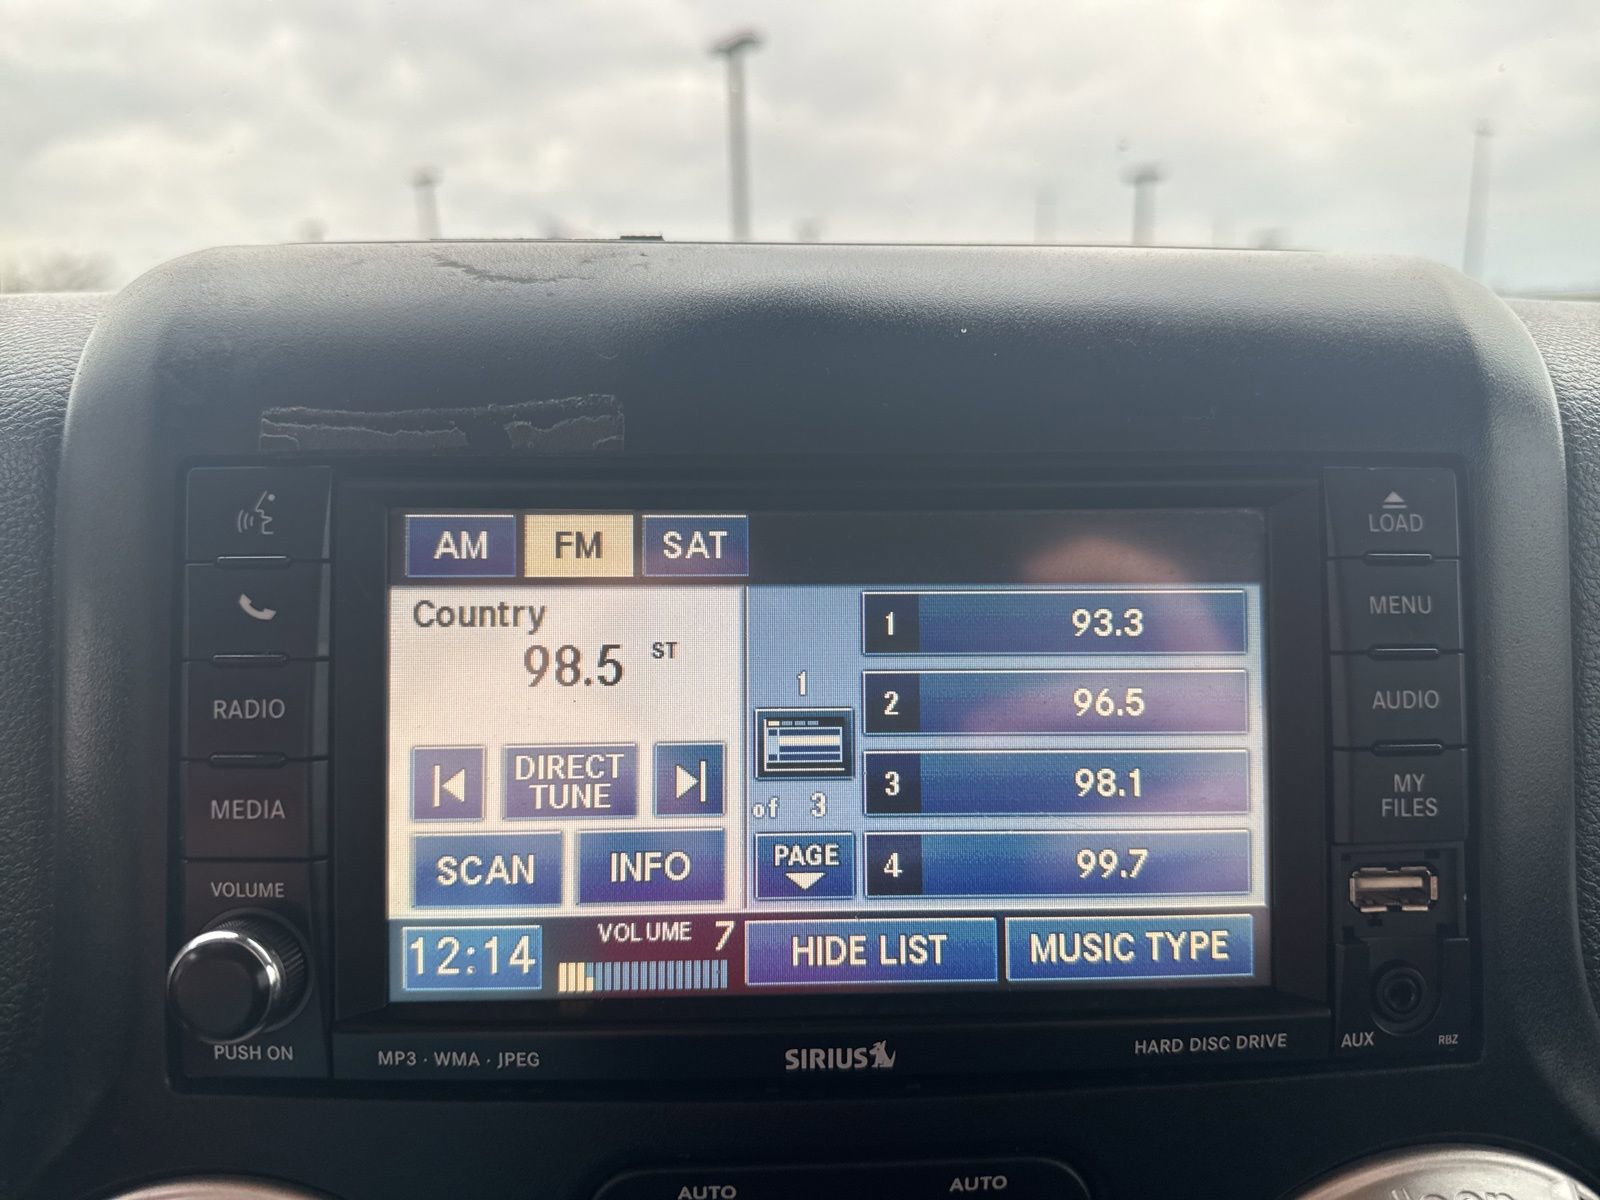 AM FM SAT
Country
98.5 ST
DIRECT
TUNE
SCAN INFO
1
of 3
PAGE
1 93.3
2 96.5
3 98.1
4 99.7
12:14
VOLUME 7
HIDE LIST
MUSIC TYPE
RADIO
MEDIA
VOLUME
PUSH ON
LOAD
MENU
AUDIO
MY
FILES
AUX
RBZ
MP3 · WMA · JPEG
SIRIUS
HARD DISC DRIVE
AUTO
AUTO